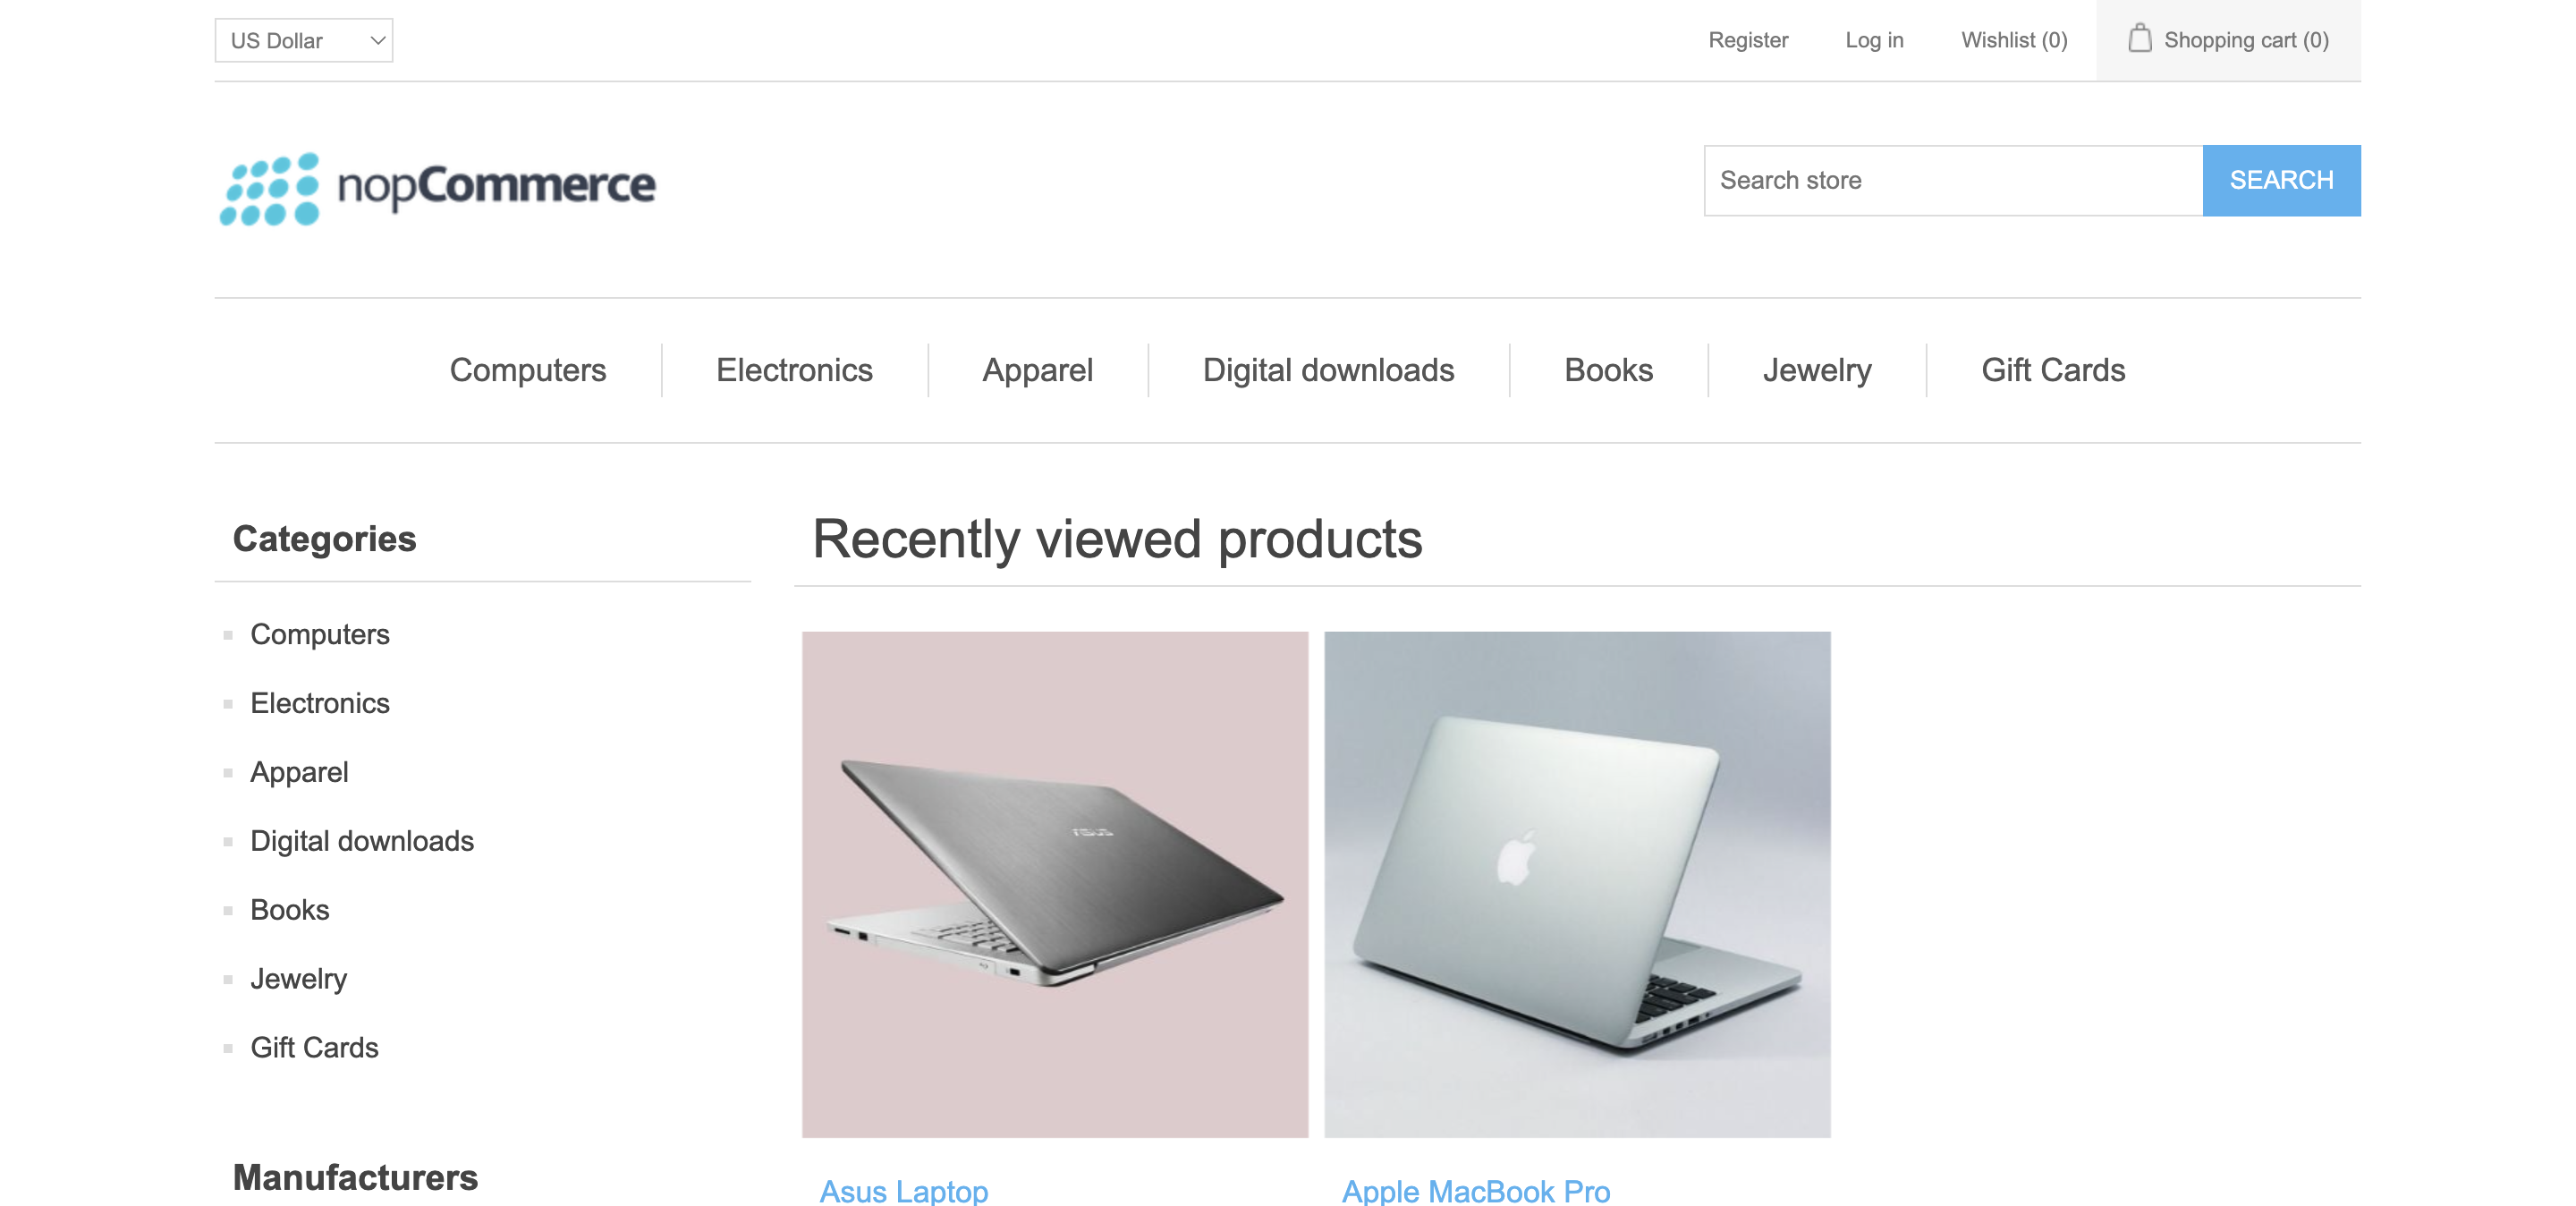 US Dollar
Register
Log in
Wishlist (0)
Shopping cart (0)
nopCommerce
Search store
SEARCH
Computers
Electronics
Apparel
Digital downloads
Books
Jewelry
Gift Cards
Categories
Computers
Electronics
Apparel
Digital downloads
Books
Jewelry
Gift Cards
Manufacturers
Recently viewed products
ASUS
Asus Laptop
Apple MacBook Pro